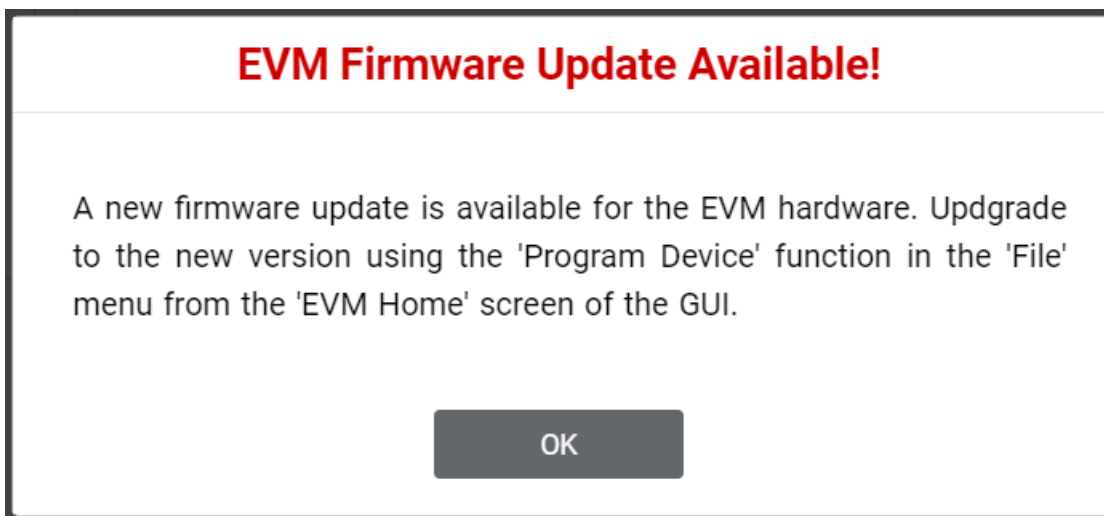 EVM Firmware Update Available!
A new firmware update is available for the EVM hardware. Updgrade
to the new version using the 'Program Device' function in the 'File'
menu from the 'EVM Home' screen of the GUI.
OK